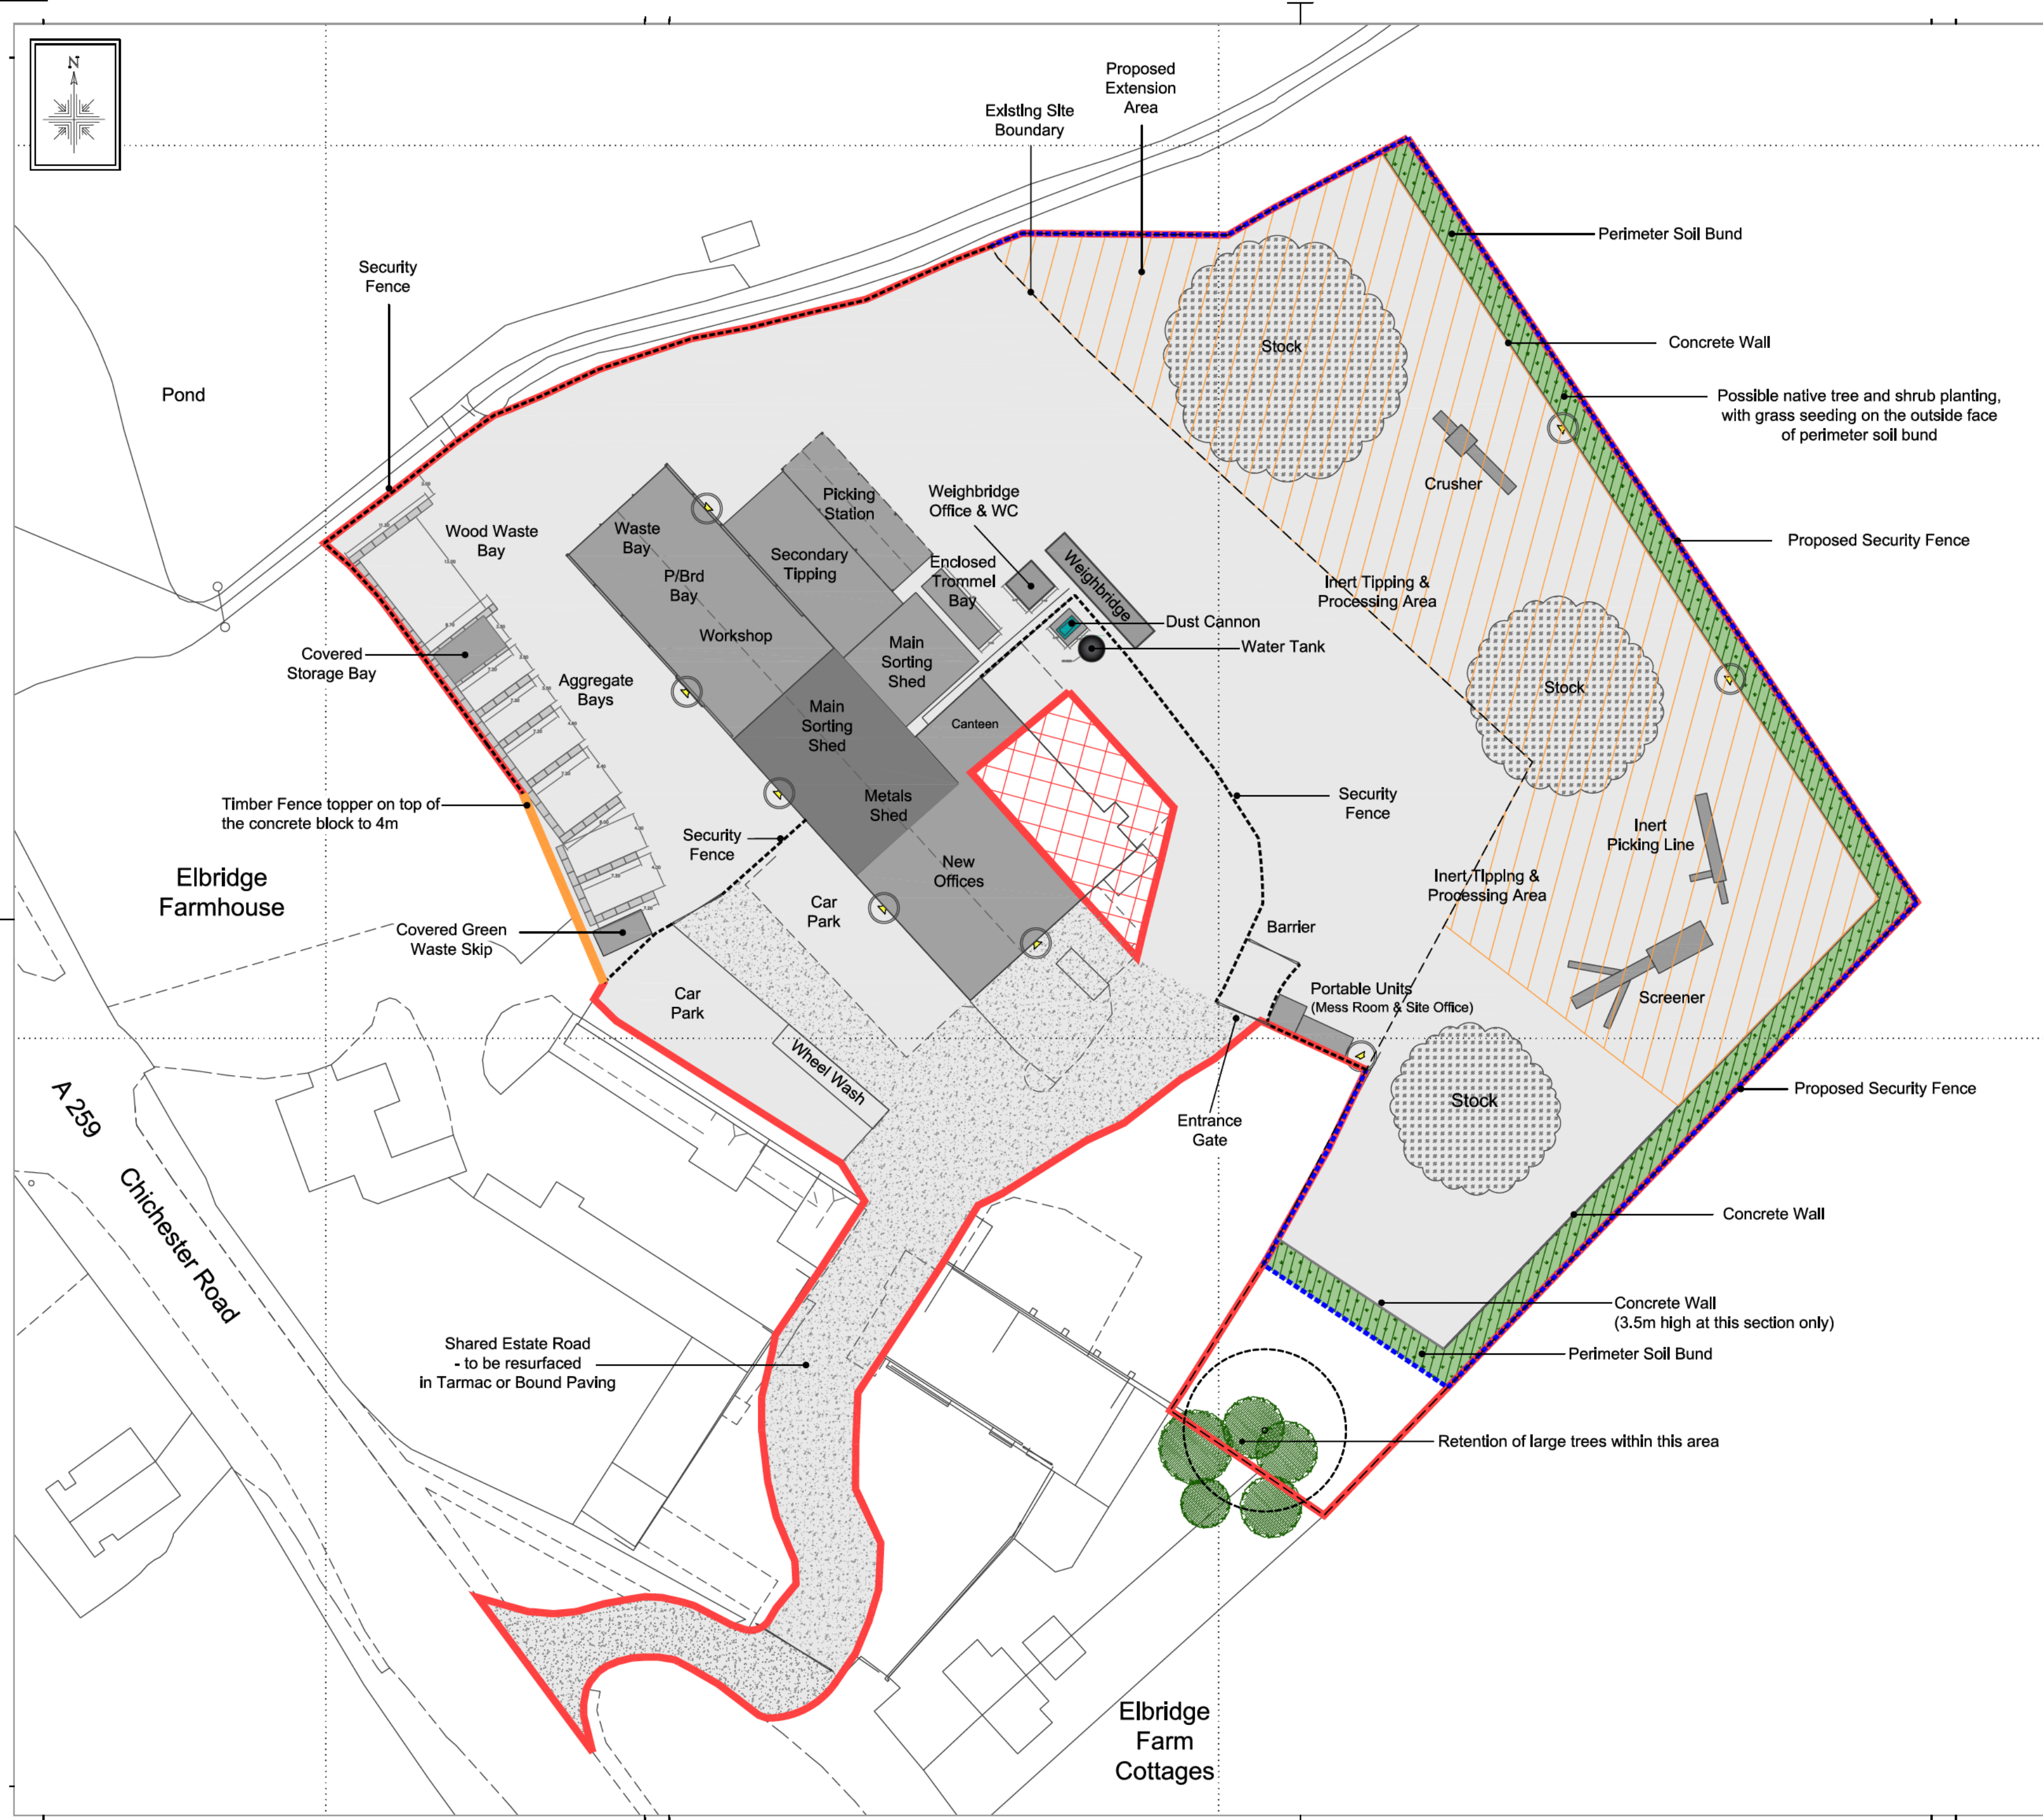 N
Proposed
Extension
Area
Existing Site
Boundary
Perimeter Soil Bund
Security
Fence
Concrete Wall
Stock
Pond
Possible native tree and shrub planting,
with grass seeding on the outside face
of perimeter soil bund
Crusher
Weighbridge
Office & WC
Picking
Station
Wood Waste
Bay
Waste
Bay
Secondary
Tipping
Enclosed
Trommel
Bay
Weighbridge
Proposed Security Fence
P/Brd
Bay
Inert Tipping &
Processing Area
Workshop
Dust Cannon
Water Tank
Covered
Storage Bay
Main
Sorting
Shed
Aggregate
Bays
Stock
Main
Sorting
Shed
Canteen
Timber Fence topper on top of
the concrete block to 4m
Metals
Shed
Security
Fence
Security
Fence
Inert
Picking Line
Elbridge
Farmhouse
New
Offices
Inert Tipping &
Processing Area
Car
Park
Covered Green
Waste Skip
Barrier
Car
Park
Portable Units
(Mess Room & Site Office)
Screener
Wheel Wash
Stock
Proposed Security Fence
A 259
Chichester Road
Entrance
Gate
Concrete Wall
Concrete Wall
(3.5m high at this section only)
Shared Estate Road
- to be resurfaced
in Tarmac or Bound Paving
Perimeter Soil Bund
Retention of large trees within this area
Elbridge
Farm
Cottages